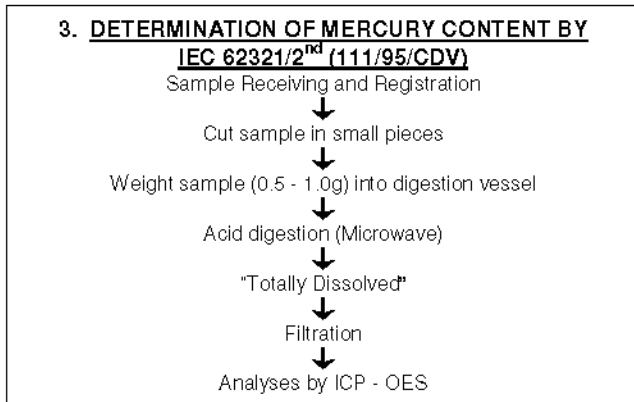 3. DETERMINATION OF MERCURY CONTENT BY
IEC 62321/2nd (111/95/CDV)
Sample Receiving and Registration
Cut sample in small pieces
Weight sample (0.5 - 1.0g) into digestion vessel
Acid digestion (Microwave)
"Totally Dissolved"
Filtration
Analyses by ICP - OES